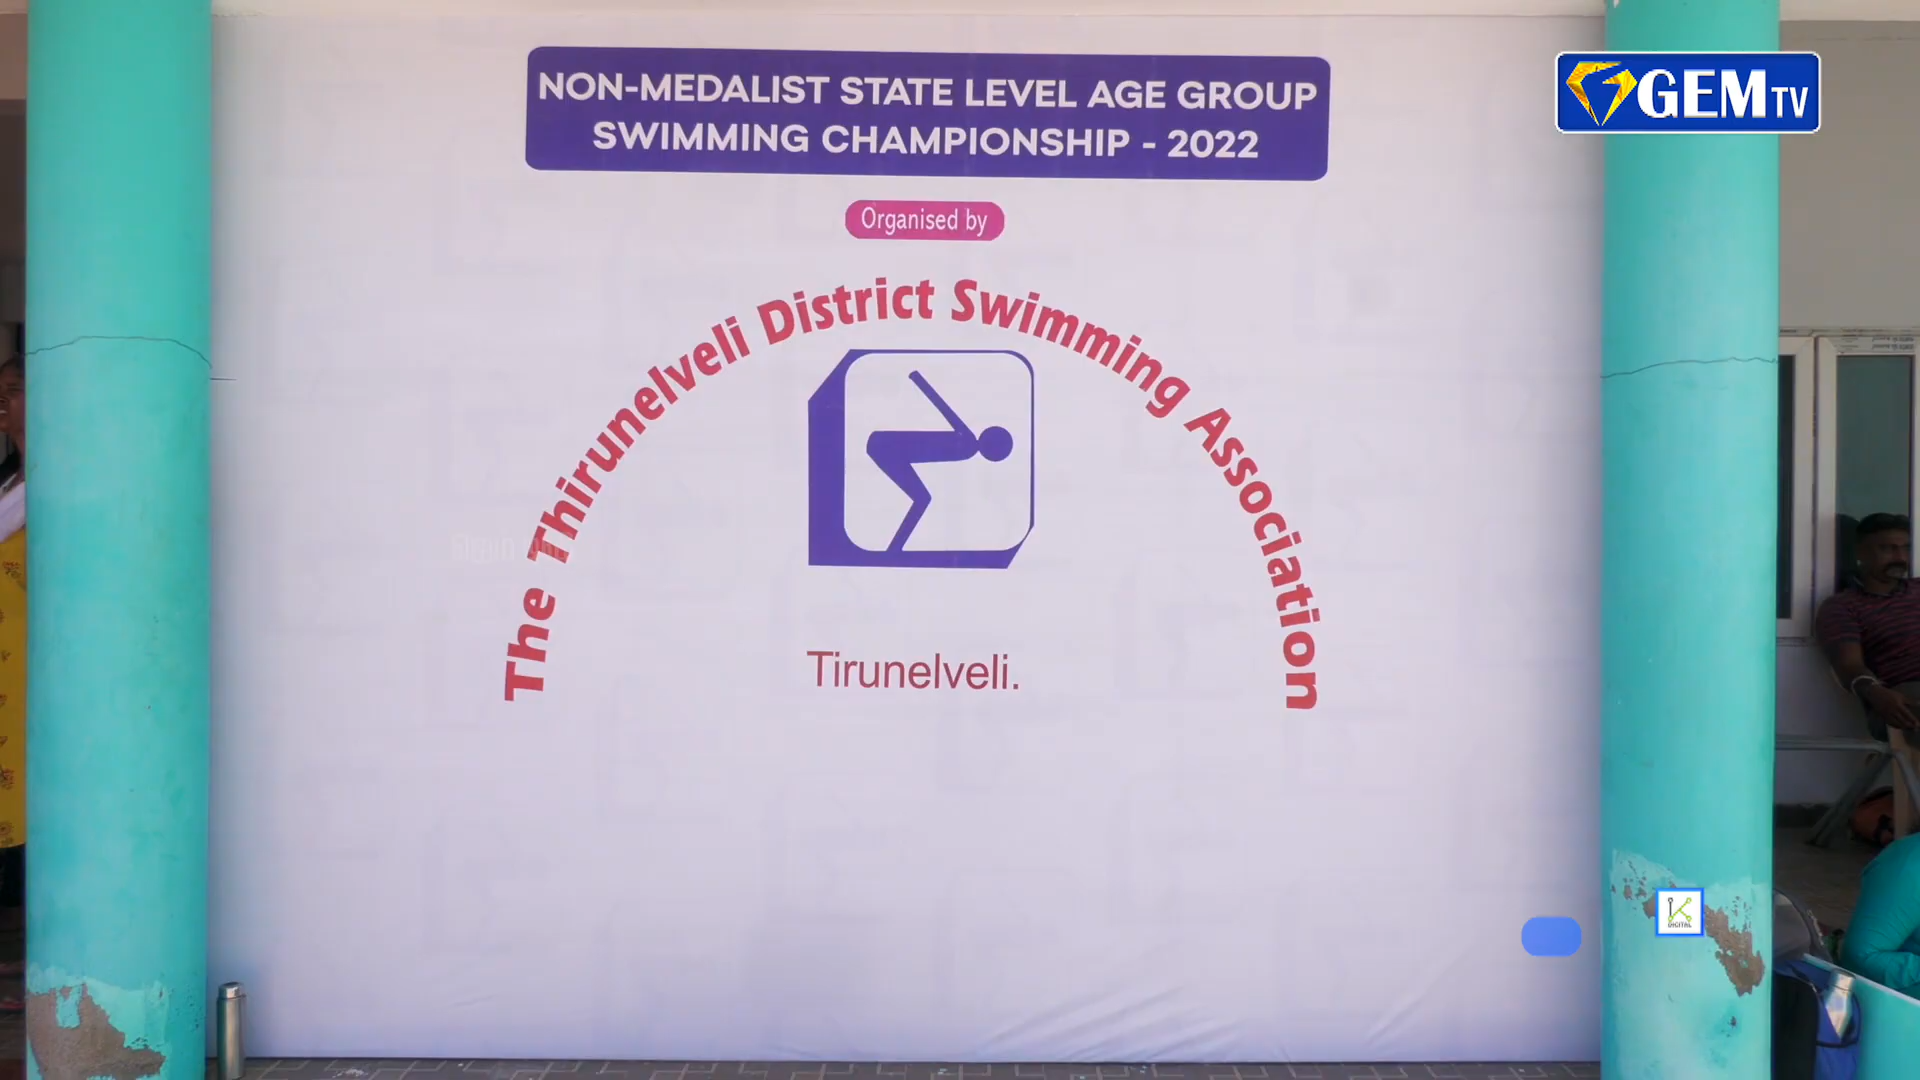 NON-MEDALIST STATE LEVEL AGE GROUP
SWIMMING CHAMPIONSHIP - 2022
GEM TV
Organised by
The Thirunelveli District Swimming Association
Tirunelveli.
K
DIGITAL